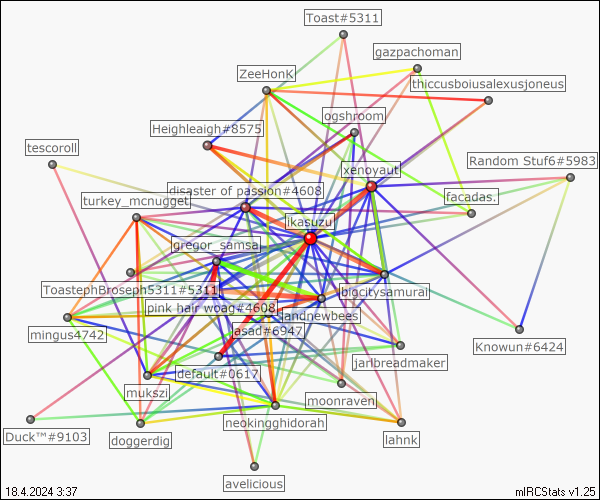 Toast#5311
gazpachoman
ZeeHonK
thiccusboiusalexusjoneus
ogshroom
Heighleaigh#8575
tescoroll
Random Stuf6#5983
xenoyaut
disaster of passion#4608
turkey_mcnugget
facadas.
ikasuzu
gregor_samsa
ToastephBroseph5311#5311
bigcitysamurai
pink hair woag#4608
andnewbees
mingus4742
asad#6947
Knowun#6424
jarlbreadmaker
default#0617
mukszi
moonraven
neokingghidorah
Duck™#9103
doggerdig
lahnk
avelicious
18.4.2024 3:37
mIRCStats v1.25